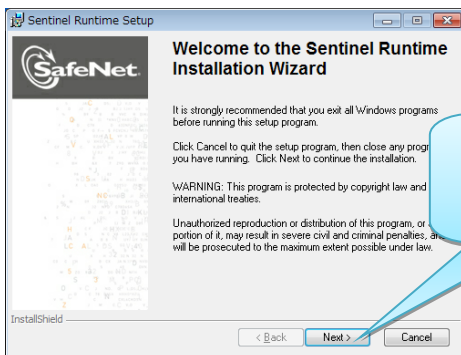 Sentinel Runtime Setup
SafeNet.
Welcome to the Sentinel Runtime
Installation Wizard
It is strongly recommended that you exit all Windows programs
before running this setup program.
Click Cancel to quit the setup program, then close any
you have running. Click Next to continue the installation.
WARNING: This program is protected by copyright law and
international treaties.
Unauthorized reproduction or distribution of this program, or
portion of it, may result in severe civil and criminal penalties,
will be prosecuted to the maximum extent possible under law.
InstallShield
< Back
Next >
Cancel